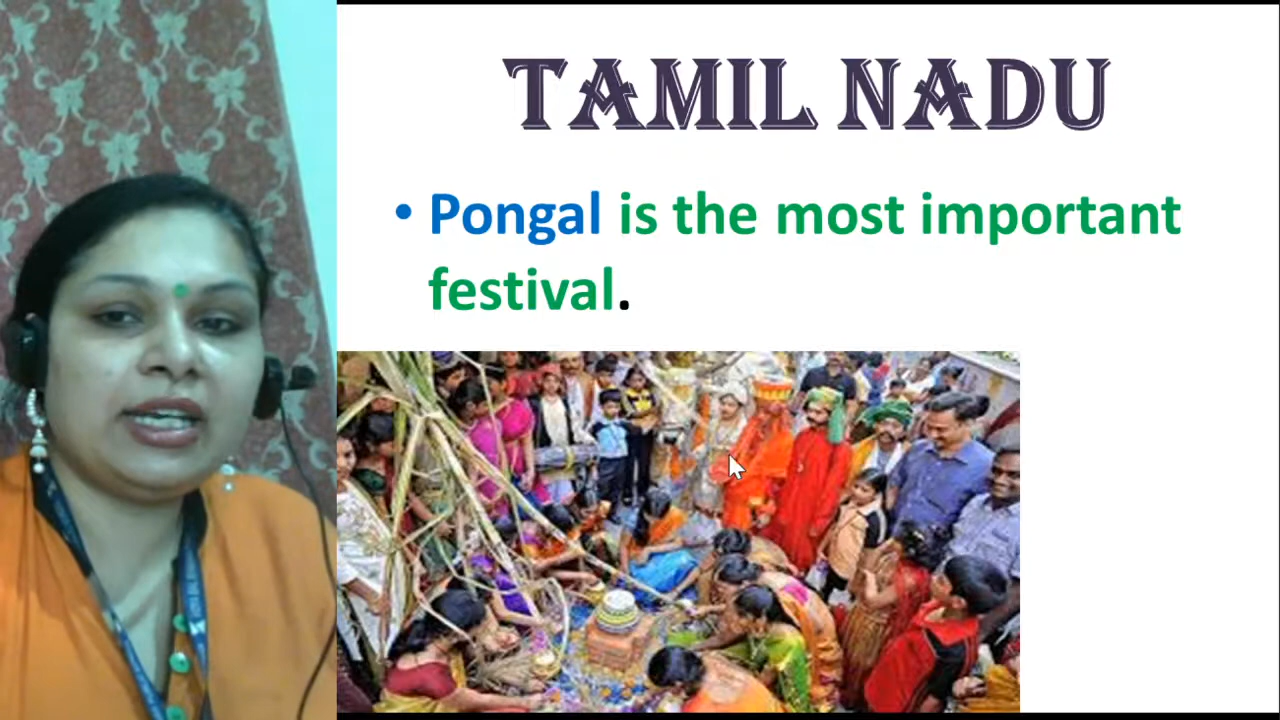 TAMIL NADU
• Pongal is the most important
festival.